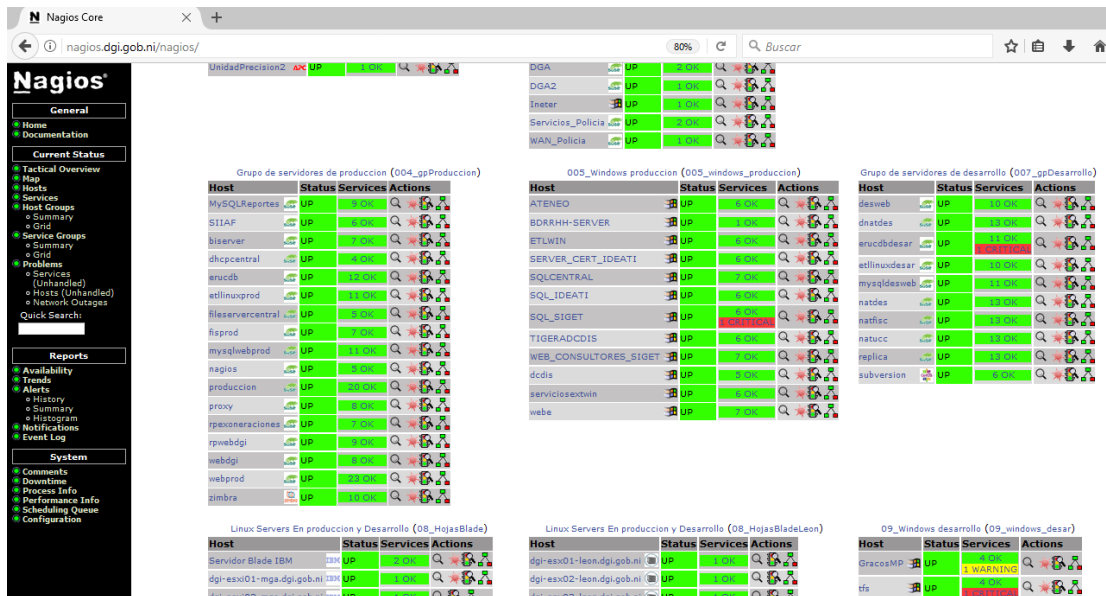 Nagios Core
nagios.dgi.gob.ni/nagios/
80%
Buscar
Nagios®
General
Home
Documentation
Current Status
Tactical Overview
Map
Hosts
Services
Host Groups
Summary
Grid
Service Groups
Summary
Grid
Problems
Services
(Unhandled)
Hosts (Unhandled)
Network Outages
Quick Search:
Reports
Availability
Trends
Alerts
History
Summary
Histogram
Notifications
Event Log
System
Comments
Downtime
Process Info
Performance Info
Scheduling Queue
Configuration
UnidadPrecision2 APC UP 1 OK
DGA UP 2 OK
DGA2 UP 1 OK
Ineter UP 1 OK
Servicios_Policia UP 2 OK
WAN_Policia UP 1 OK
Grupo de servidores de produccion (004_gpProduccion)
Host Status Services Actions
MySQLReportes UP 9 OK
SIIAF UP 6 OK
biserver UP 7 OK
dhcpcentral UP 4 OK
erucdb UP 12 OK
etllinuxprod UP 11 OK
fileservercentral UP 5 OK
fisprod UP 7 OK
mysqlwebprod UP 11 OK
nagios UP 5 OK
produccion UP 20 OK
proxy UP 8 OK
rpexoneraciones UP 7 OK
rpwebdgi UP 9 OK
webdgi UP 8 OK
webprod UP 23 OK
zimbra UP 10 OK
005_Windows produccion (005_windows_produccion)
Host Status Services Actions
ATENEO UP 6 OK
BDRRHH-SERVER UP 1 OK
ETLWIN UP 6 OK
SERVER_CERT_IDEATI UP 6 OK
SQLCENTRAL UP 7 OK
SQL_IDEATI UP 6 OK
SQL_SIGET UP 6 OK
1 CRITICAL
TIGERADCDIS UP 6 OK
WEB_CONSULTORES_SIGET UP 7 OK
dcdis UP 5 OK
serviciosextwin UP 6 OK
webe UP 7 OK
Grupo de servidores de desarrollo (007_gpDesarrollo)
Host Status Services Actions
desweb UP 10 OK
dnatdes UP 13 OK
erucdbdesar UP 11 OK
1 CRITICAL
etllinuxdesar UP 10 OK
mysqldesweb UP 11 OK
natdes UP 13 OK
natfisc UP 13 OK
natucc UP 13 OK
replica UP 13 OK
subversion UP 6 OK
Linux Servers En produccion y Desarrollo (08_HojasBlade)
Host Status Services Actions
Servidor Blade IBM IBM UP 2 OK
dgi-esxi01-mga.dgi.gob.ni IBM UP 1 OK
Linux Servers En produccion y Desarrollo (08_HojasBladeLeon)
Host Status Services Actions
dgi-esx01-leon.dgi.gob.ni UP 1 OK
dgi-esx02-leon.dgi.gob.ni UP 1 OK
09_Windows desarrollo (09_windows_desar)
Host Status Services Actions
GracosMP UP 4 OK
1 WARNING
tfs UP 4 OK
1 CRITICAL